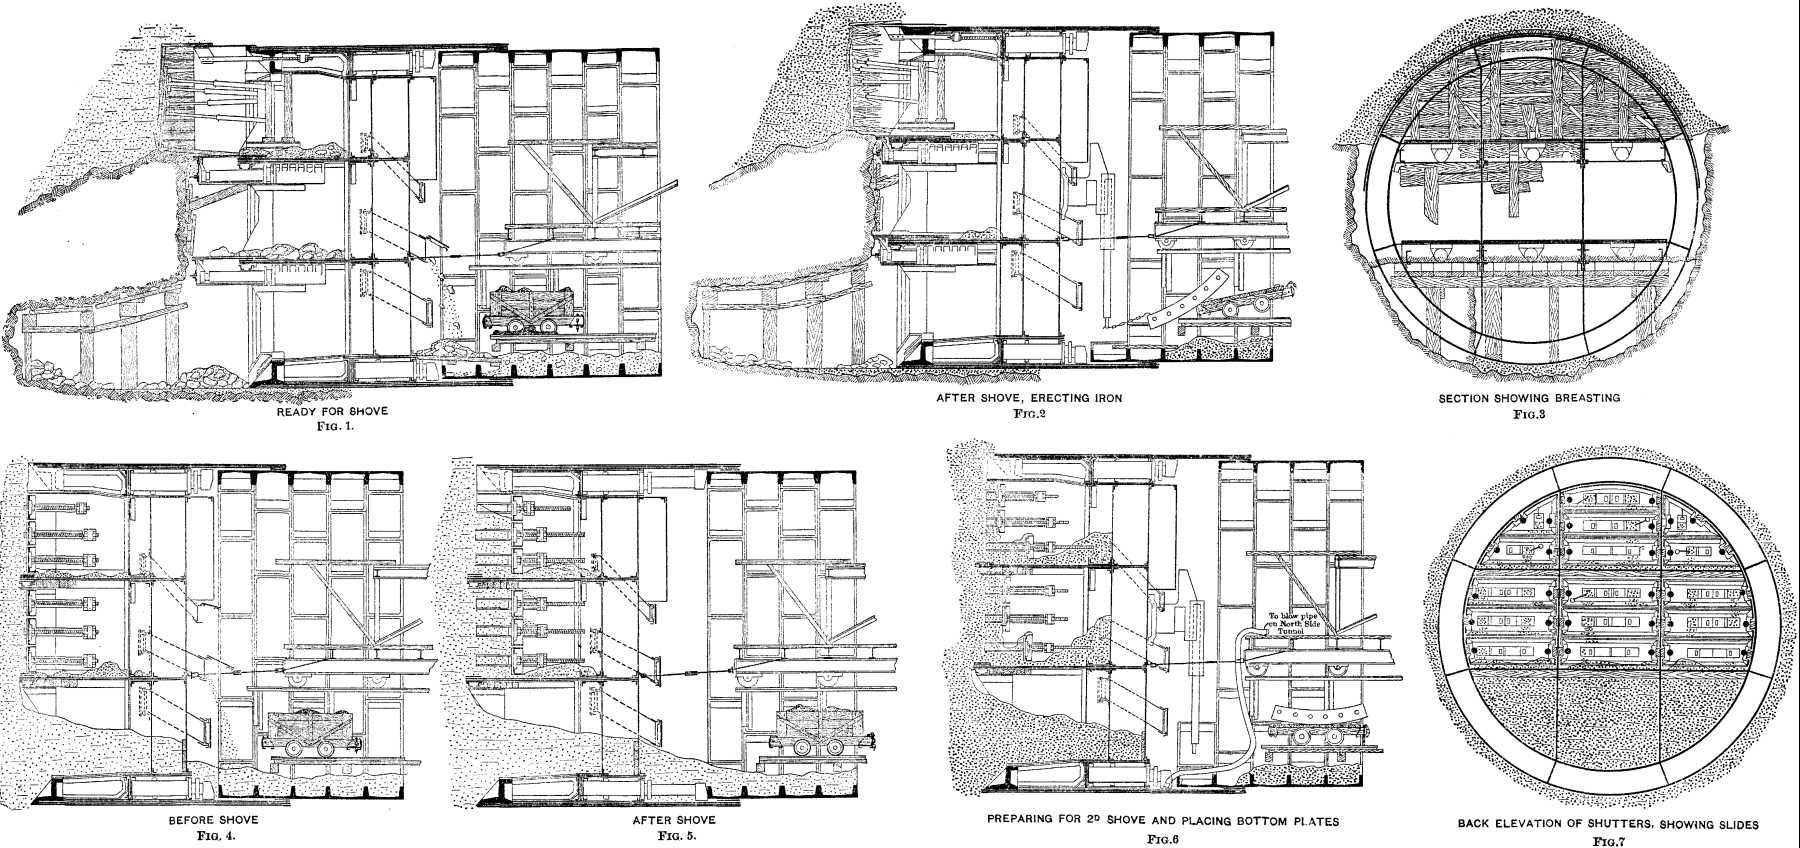 READY FOR SHOVE
FIG. 1.
AFTER SHOVE, ERECTING IRON
FIG.2
SECTION SHOWING BREASTING
FIG.3
BEFORE SHOVE
FIG. 4.
AFTER SHOVE
FIG. 5.
To blow pipe
on North Side
Tunnel
PREPARING FOR 2D SHOVE AND PLACING BOTTOM PLATES
FIG.6
BACK ELEVATION OF SHUTTERS, SHOWING SLIDES
FIG.7